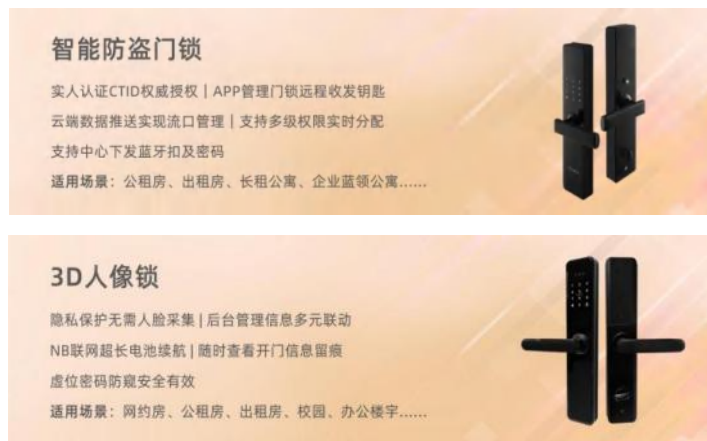 智能防盗门锁
实人认证CTID权威授权 | APP管理门锁远程收发钥匙
云端数据推送实现流口管理 | 支持多级权限实时分配
支持中心下发蓝牙扣及密码
适用场景：公租房、出租房、长租公寓、企业蓝领公寓……
3D人像锁
隐私保护无需人脸采集 | 后台管理信息多元联动
NB联网超长电池续航 | 随时查看开门信息留痕
虚位密码防窥安全有效
适用场景：网约房、公租房、出租房、校园、办公楼宇……